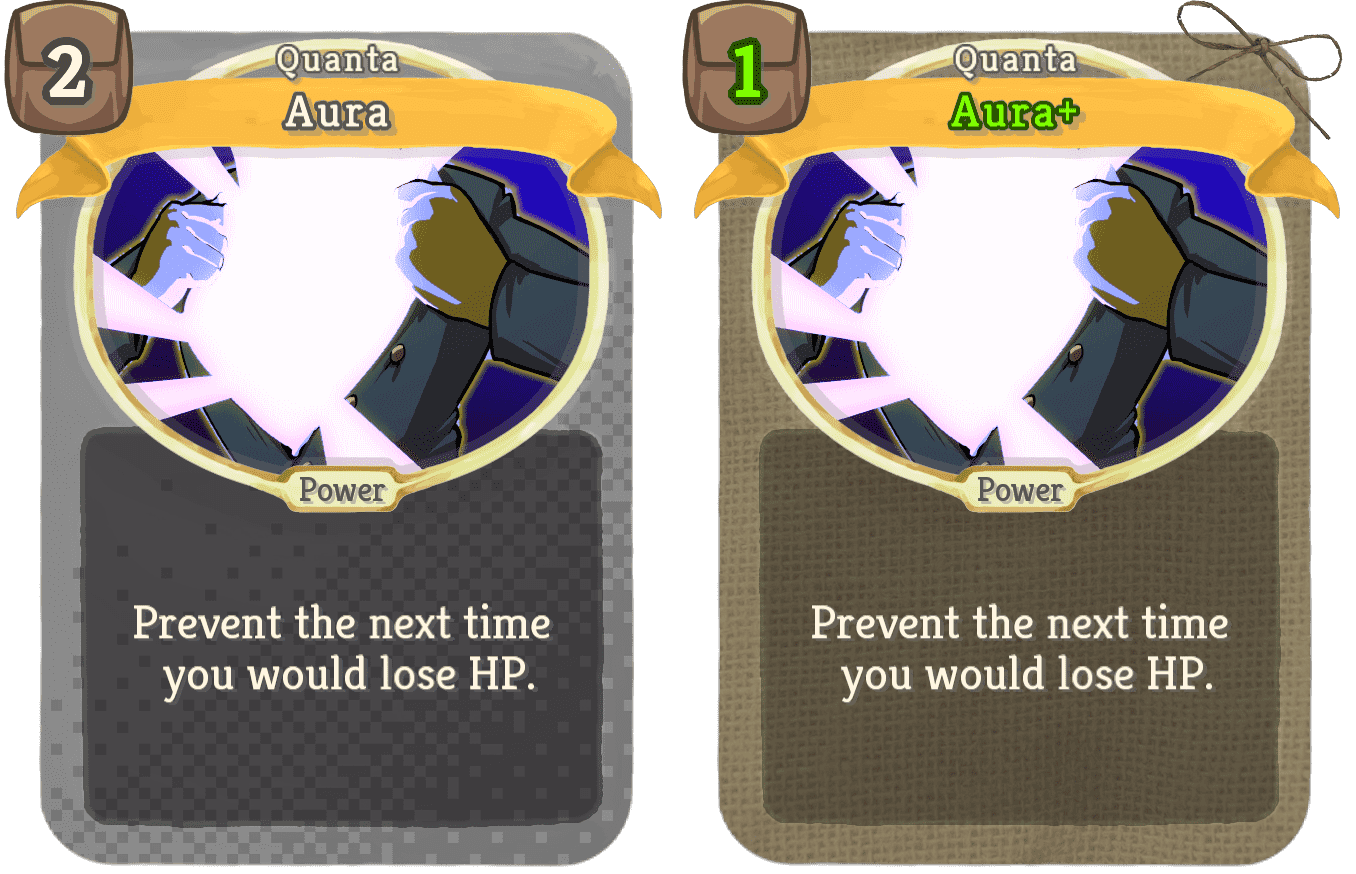 2
Quanta
Aura
Power
Prevent the next time
you would lose HP.
1
Quanta
Aura+
Power
Prevent the next time
you would lose HP.